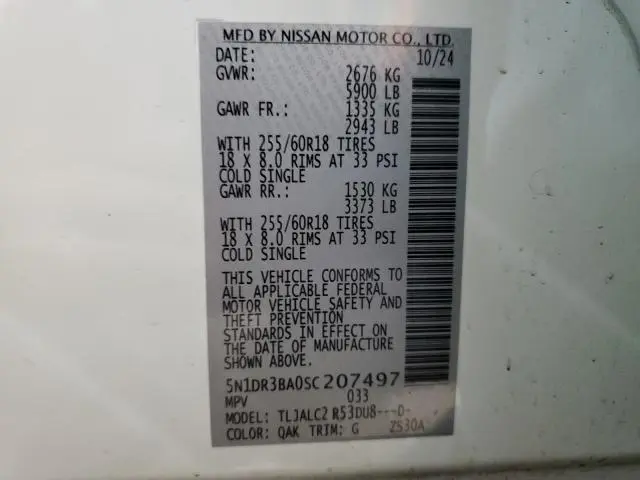 MFD BY NISSAN MOTOR CO., LTD.
DATE: 10/24
GVWR: 2676 KG
5900 LB
GAWR FR.: 1335 KG
2943 LB
WITH 255/60R18 TIRES
18 X 8.0 RIMS AT 33 PSI
COLD SINGLE
GAWR RR.: 1530 KG
3373 LB
WITH 255/60R18 TIRES
18 X 8.0 RIMS AT 33 PSI
COLD SINGLE
THIS VEHICLE CONFORMS TO
ALL APPLICABLE FEDERAL
MOTOR VEHICLE SAFETY AND
THEFT PREVENTION
STANDARDS IN EFFECT ON
THE DATE OF MANUFACTURE
SHOWN ABOVE.
5N1DR3BA0SC207497
MPV 033
MODEL: TLJALC2 R53DU8---D-
COLOR: QAK TRIM: G ZS30A